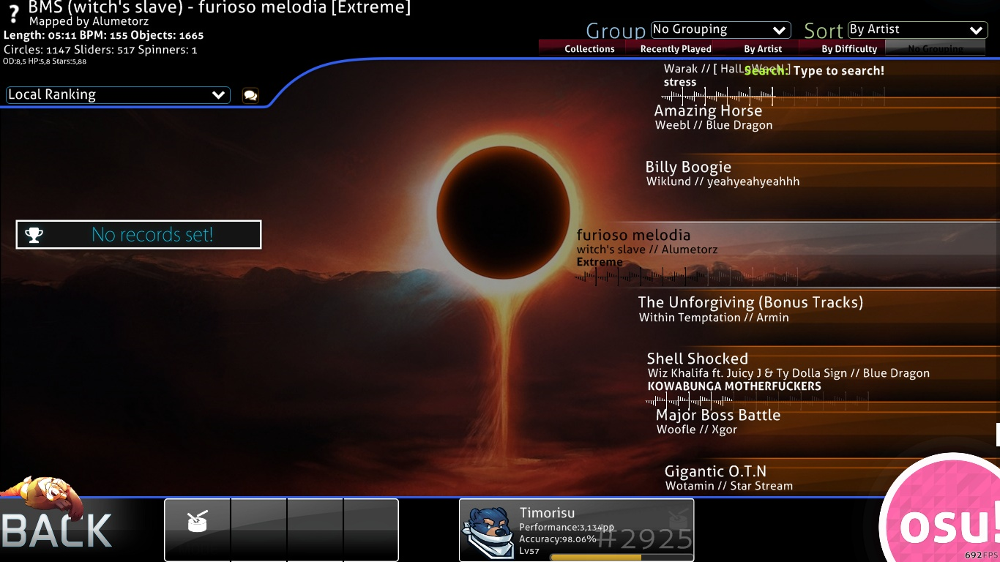 BMS (witch's slave) - furioso melodia [Extreme]
Mapped by Alumetorz
Length: 05:11 BPM: 155 Objects: 1665
Circles: 1147 Sliders: 517 Spinners: 1
OD:8,5 HP:5,8 Stars:5,88
Group No Grouping
Sort By Artist
Collections
Recently Played
By Artist
By Difficulty
No Grouping
Local Ranking
Search: Type to search!
Warak // [ HalLoWeeN ]
stress
Amazing Horse
Weebl // Blue Dragon
Billy Boogie
Wiklund // yeahyeahyeahhh
No records set!
furioso melodia
witch's slave // Alumetorz
Extreme
The Unforgiving (Bonus Tracks)
Within Temptation // Armin
Shell Shocked
Wiz Khalifa ft. Juicy J & Ty Dolla Sign // Blue Dragon
KOWABUNGA MOTHERFUCKERS
Major Boss Battle
Woofle // Xgor
Gigantic O.T.N
Wotamin // Star Stream
BACK
Timorisu
Performance:3,134pp
Accuracy:98.06%
Lv57
#2925
osu!
692FPS